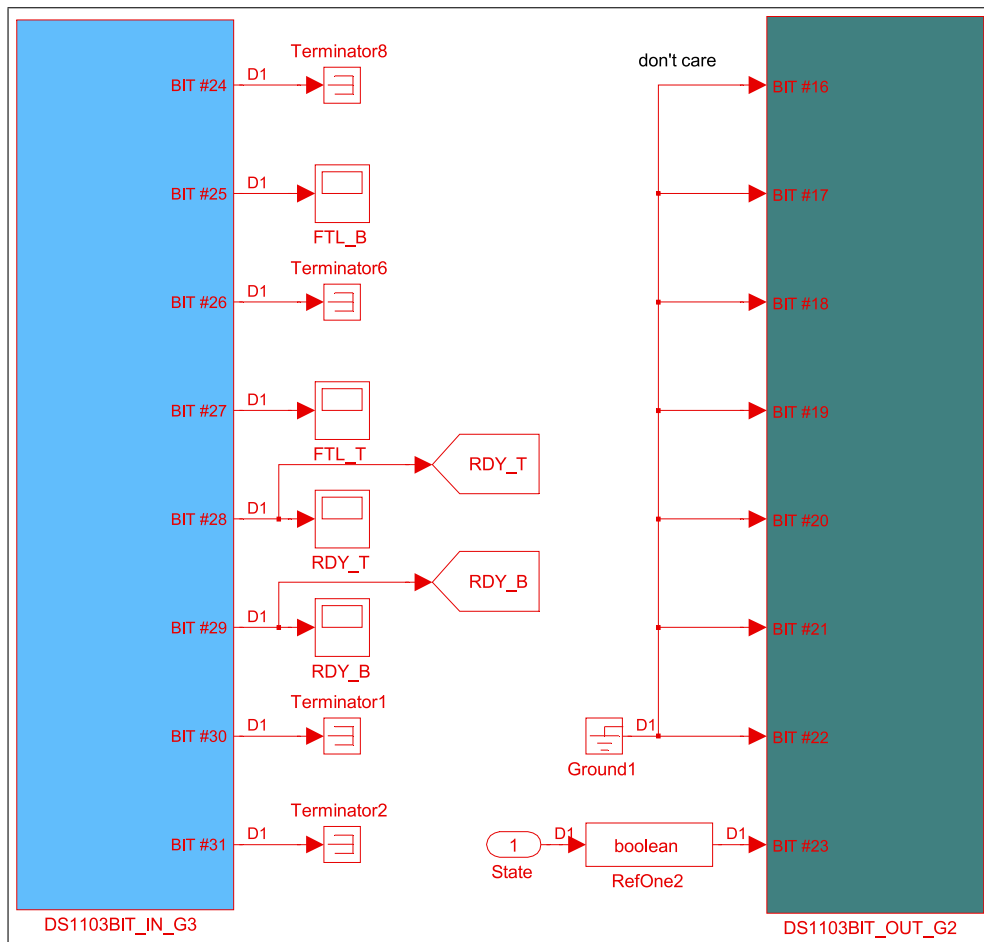 Terminator8
don't care
BIT #24
D1
BIT #16
BIT #25
D1
BIT #17
FTL_B
Terminator6
BIT #26
D1
BIT #18
BIT #27
D1
BIT #19
FTL_T
RDY_T
BIT #28
D1
BIT #20
RDY_T
RDY_B
BIT #29
D1
BIT #21
RDY_B
Terminator1
BIT #30
D1
D1
BIT #22
Ground1
Terminator2
BIT #31
D1
1
D1
boolean
D1
BIT #23
State
RefOne2
DS1103BIT_IN_G3
DS1103BIT_OUT_G2